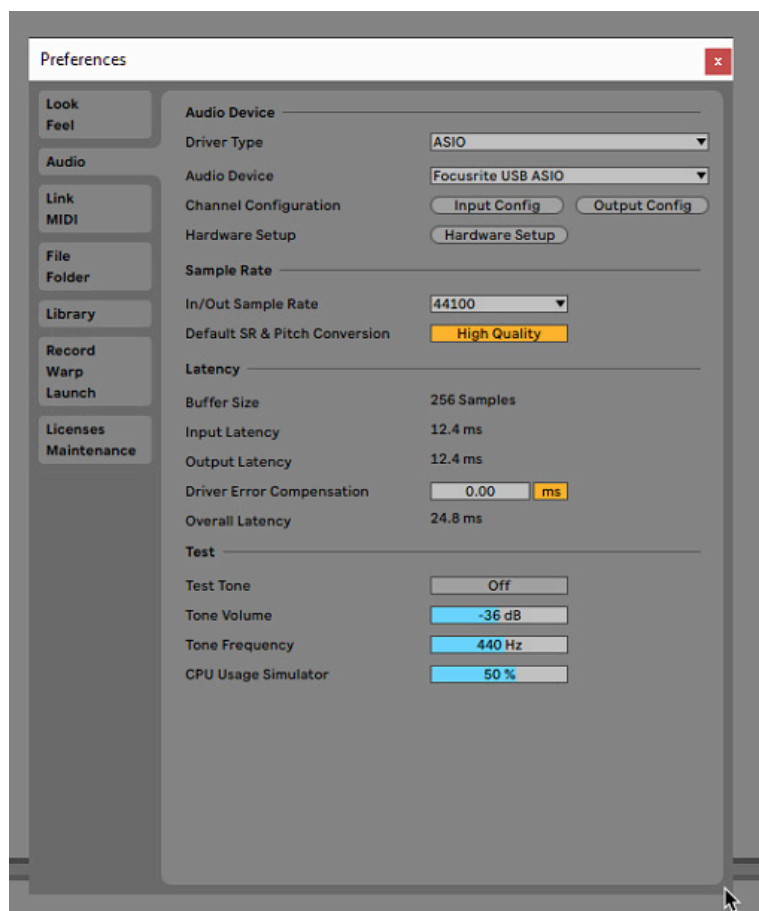 Preferences
x
Look
Feel
Audio
Link
MIDI
File
Folder
Library
Record
Warp
Launch
Licenses
Maintenance
Audio Device
Driver Type ASIO
Audio Device Focusrite USB ASIO
Channel Configuration Input Config Output Config
Hardware Setup Hardware Setup
Sample Rate
In/Out Sample Rate 44100
Default SR & Pitch Conversion High Quality
Latency
Buffer Size 256 Samples
Input Latency 12.4 ms
Output Latency 12.4 ms
Driver Error Compensation 0.00 ms
Overall Latency 24.8 ms
Test
Test Tone Off
Tone Volume -36 dB
Tone Frequency 440 Hz
CPU Usage Simulator 50 %